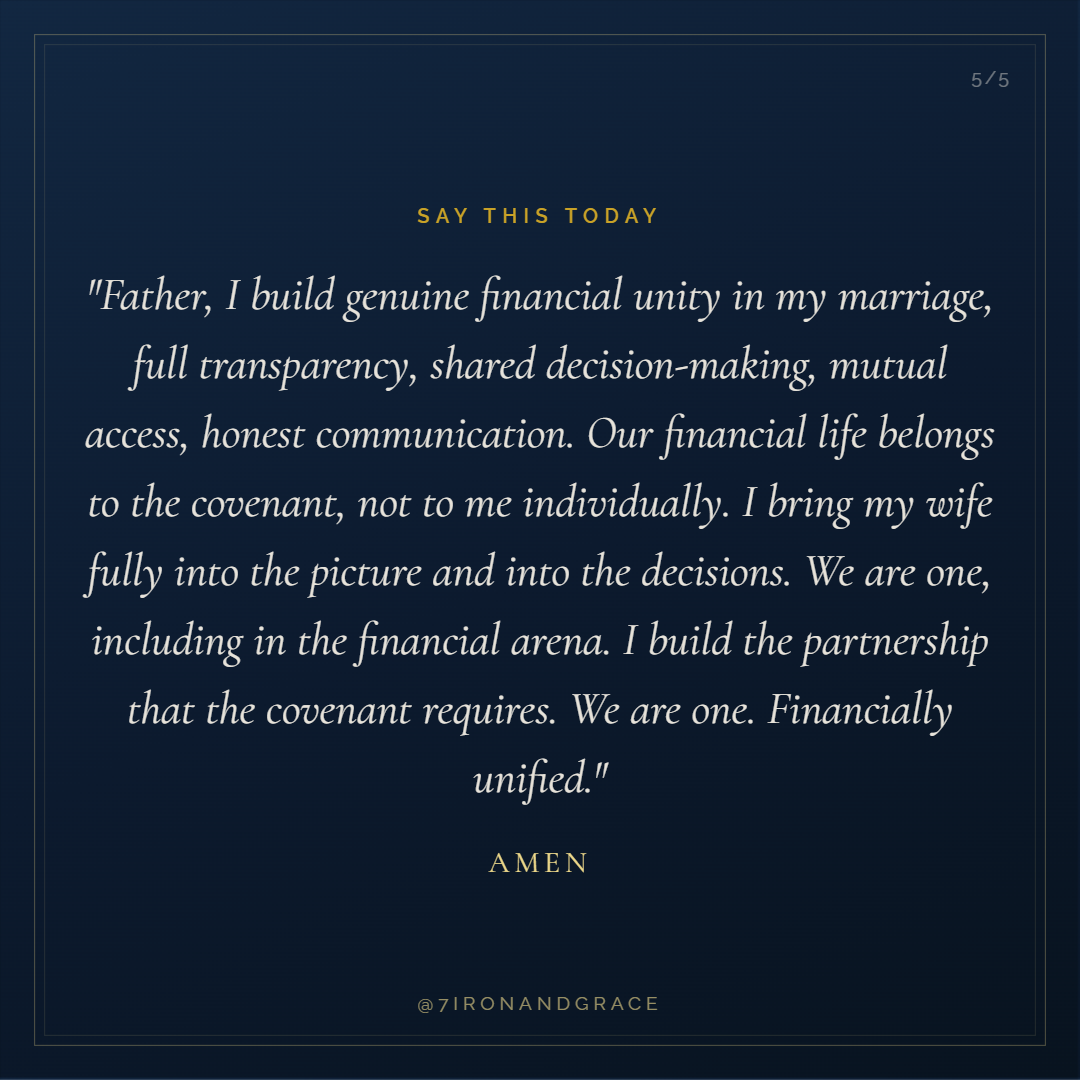 5/5
SAY THIS TODAY
"Father, I build genuine financial unity in my marriage,
full transparency, shared decision-making, mutual
access, honest communication. Our financial life belongs
to the covenant, not to me individually. I bring my wife
fully into the picture and into the decisions. We are one,
including in the financial arena. I build the partnership
that the covenant requires. We are one. Financially
unified."
AMEN
@7IRONANDGRACE